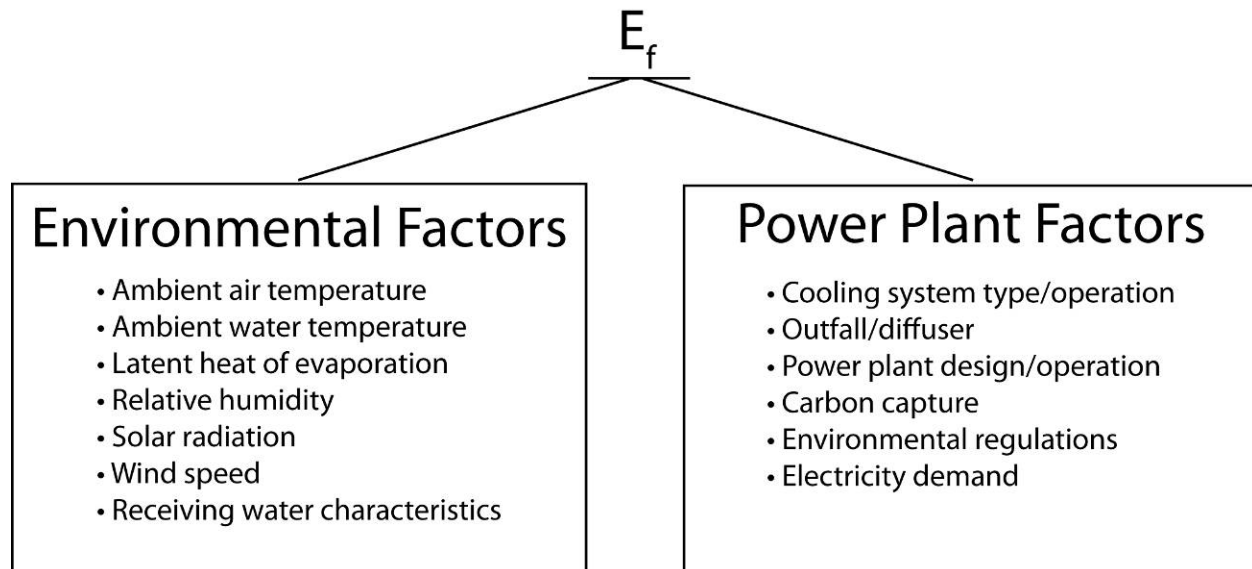 E_f
Environmental Factors
• Ambient air temperature
• Ambient water temperature
• Latent heat of evaporation
• Relative humidity
• Solar radiation
• Wind speed
• Receiving water characteristics
Power Plant Factors
• Cooling system type/operation
• Outfall/diffuser
• Power plant design/operation
• Carbon capture
• Environmental regulations
• Electricity demand